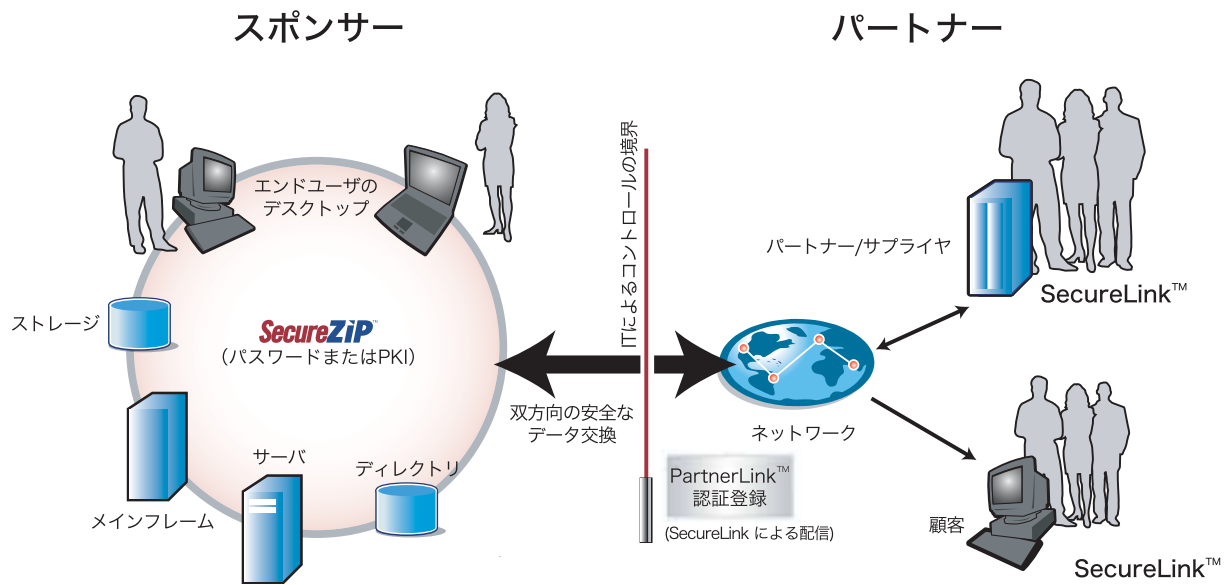 スポンサー
パートナー
エンドユーザの
デスクトップ
ITによるコントロールの境界
パートナー/サプライヤ
SecureLink™
ストレージ
SecureZIP™
(パスワードまたはPKI)
双方向の安全な
データ交換
ネットワーク
サーバ
ディレクトリ
メインフレーム
PartnerLink™
認証登録
(SecureLink による配信)
顧客
SecureLink™